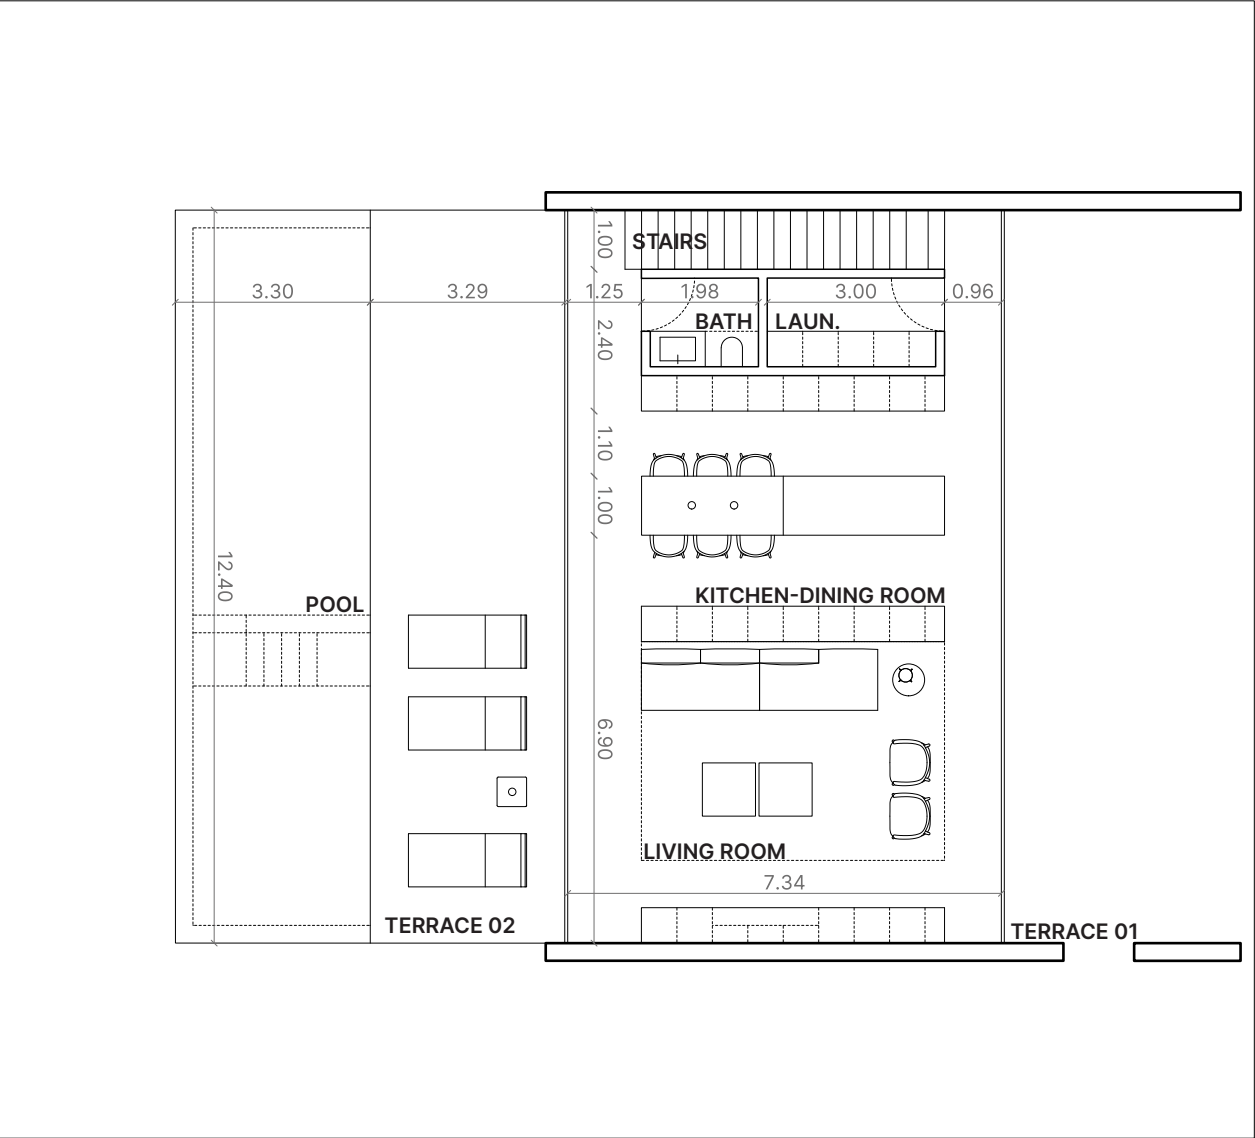 1.00
STAIRS
3.30
3.29
1.25
1.98
3.00
0.96
2.40
BATH
LAUN.
1.10
1.00
12.40
POOL
KITCHEN-DINING ROOM
6.90
LIVING ROOM
7.34
TERRACE 02
TERRACE 01